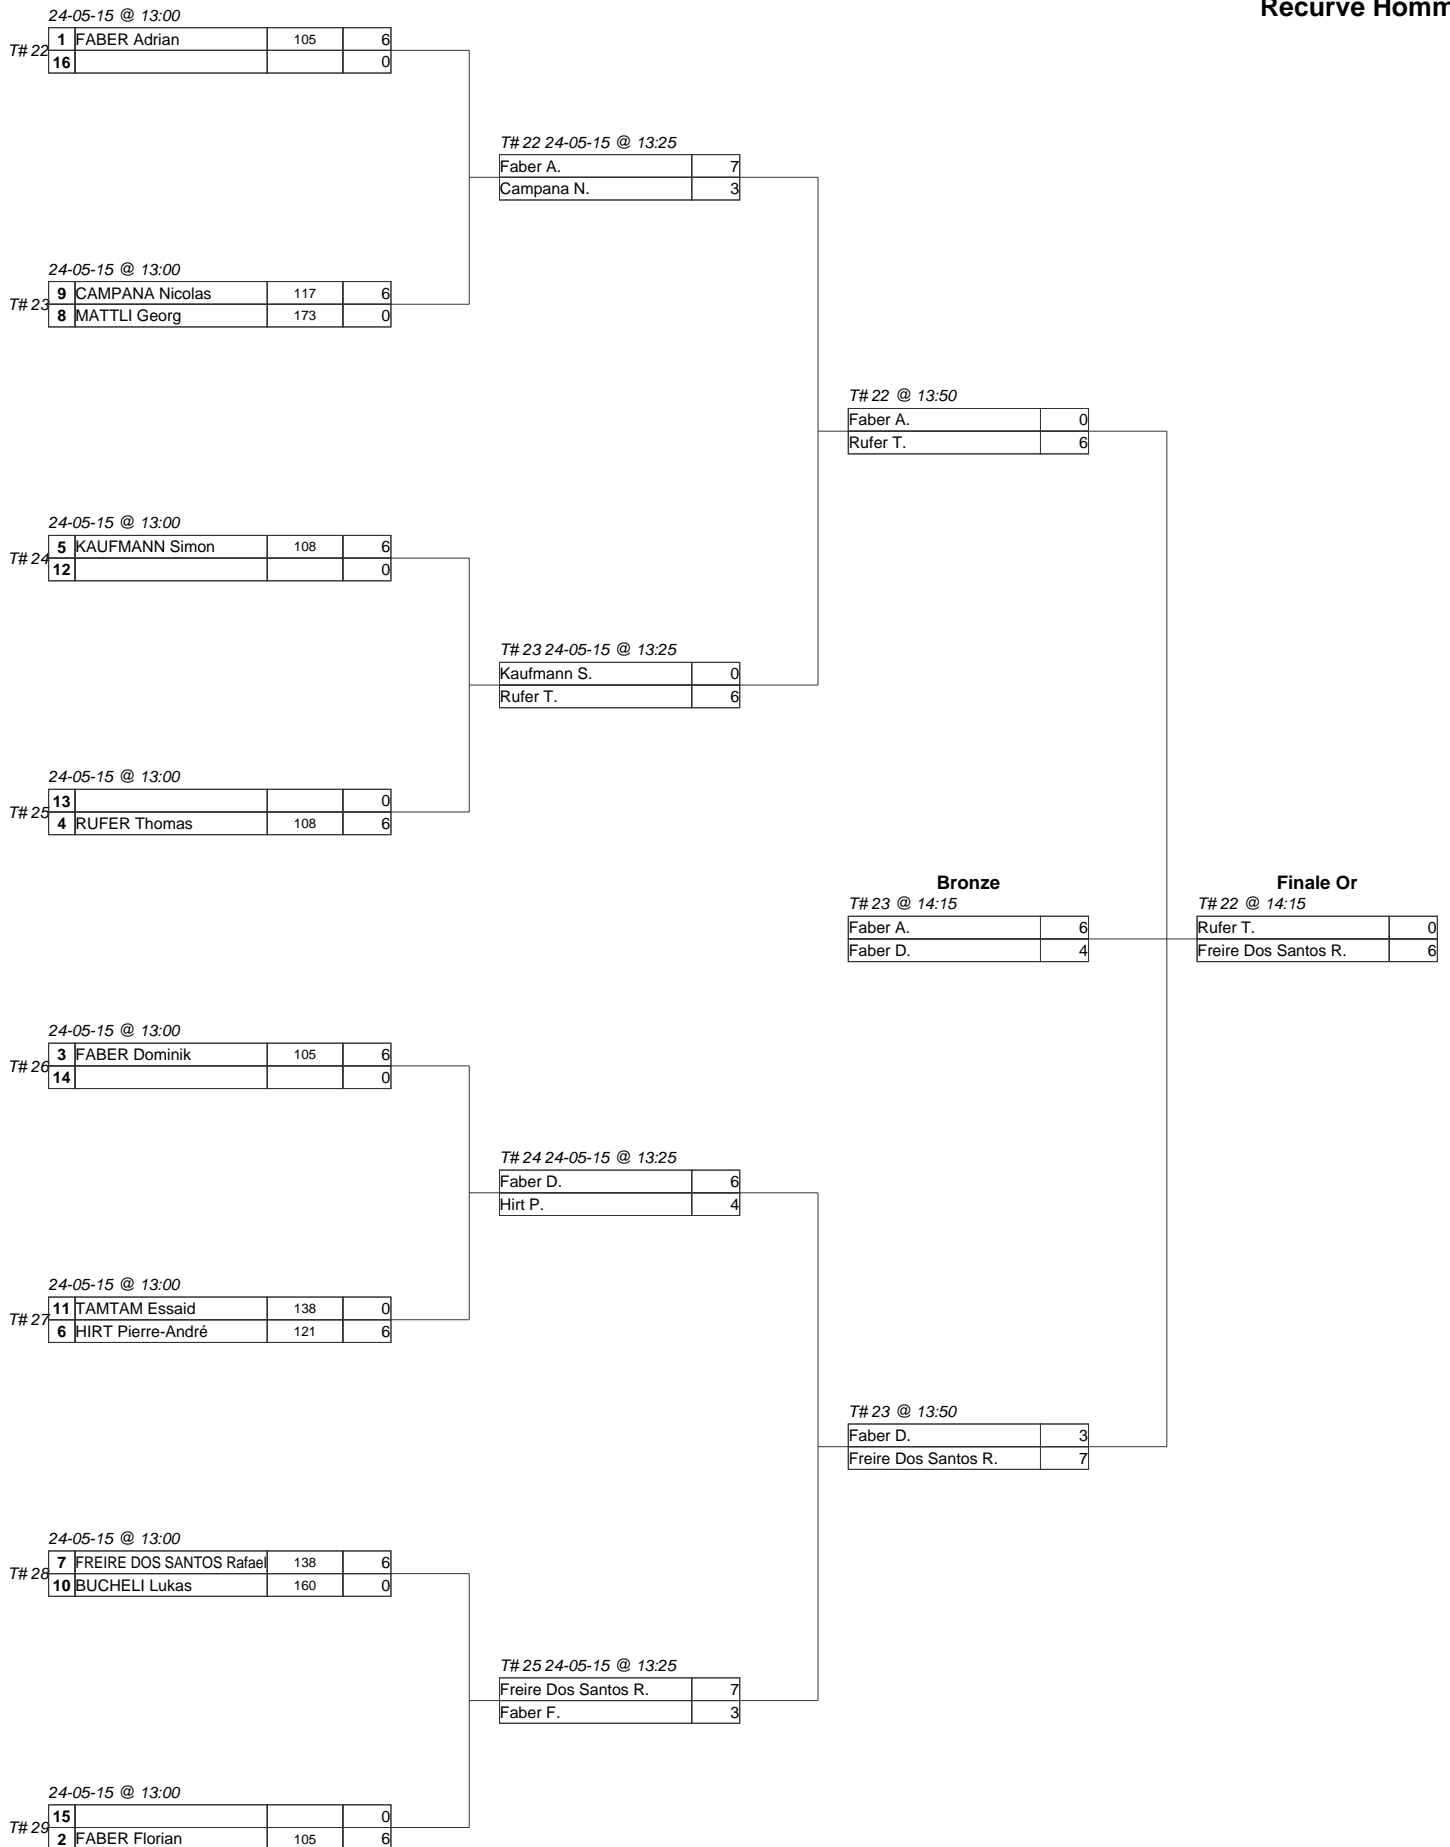 Recurve Homm
24-05-15 @ 13:00
T# 22
1 FABER Adrian 105 6
16 0
T# 22 24-05-15 @ 13:25
Faber A. 7
Campana N. 3
24-05-15 @ 13:00
T# 23
9 CAMPANA Nicolas 117 6
8 MATTLI Georg 173 0
T# 22 @ 13:50
Faber A. 0
Rufer T. 6
24-05-15 @ 13:00
T# 24
5 KAUFMANN Simon 108 6
12 0
T# 23 24-05-15 @ 13:25
Kaufmann S. 0
Rufer T. 6
24-05-15 @ 13:00
T# 25
13 0
4 RUFER Thomas 108 6
Bronze
T# 23 @ 14:15
Faber A. 6
Faber D. 4
Finale Or
T# 22 @ 14:15
Rufer T. 0
Freire Dos Santos R. 6
24-05-15 @ 13:00
T# 26
3 FABER Dominik 105 6
14 0
T# 24 24-05-15 @ 13:25
Faber D. 6
Hirt P. 4
24-05-15 @ 13:00
T# 27
11 TAMTAM Essaid 138 0
6 HIRT Pierre-André 121 6
T# 23 @ 13:50
Faber D. 3
Freire Dos Santos R. 7
24-05-15 @ 13:00
T# 28
7 FREIRE DOS SANTOS Rafael 138 6
10 BUCHELI Lukas 160 0
T# 25 24-05-15 @ 13:25
Freire Dos Santos R. 7
Faber F. 3
24-05-15 @ 13:00
T# 29
15 0
2 FABER Florian 105 6